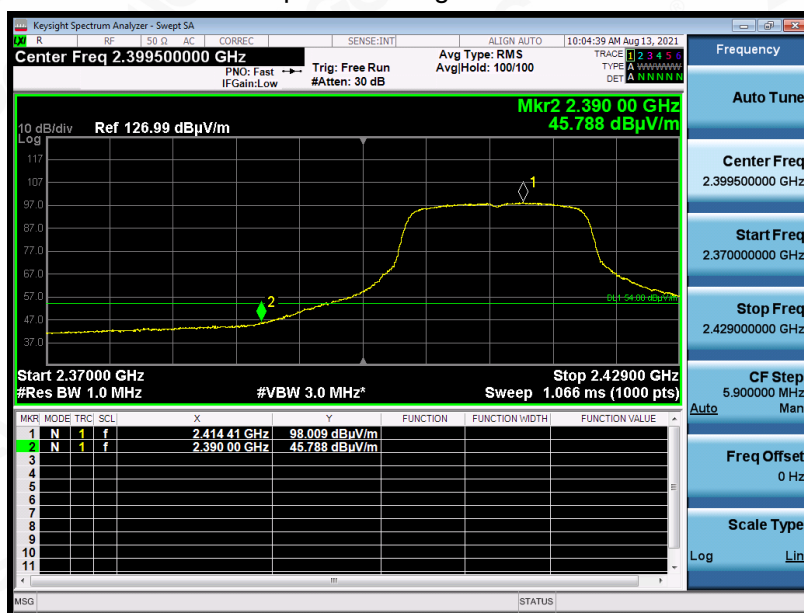 Keysight Spectrum Analyzer - Swept SA
LXI R RF 50 Ω AC CORREC SENSE:INT ALIGN AUTO 10:04:39 AM Aug 13, 2021
Center Freq 2.399500000 GHz
PNO: Fast
IFGain:Low
Trig: Free Run
#Atten: 30 dB
Avg Type: RMS
Avg|Hold: 100/100
TRACE 1 2 3 4 5 6
TYPE A WWWWW
DET A N N N N N
Mkr2 2.390 00 GHz
45.788 dBµV/m
10 dB/div Ref 126.99 dBµV/m
Log
117
107
97.0
87.0
77.0
67.0
57.0
47.0
37.0
1
2
DL1 54.00 dBµV/m
Start 2.37000 GHz Stop 2.42900 GHz
#Res BW 1.0 MHz #VBW 3.0 MHz* Sweep 1.066 ms (1000 pts)
MKR MODE TRC SCL X Y FUNCTION FUNCTION WIDTH FUNCTION VALUE
1 N 1 f 2.414 41 GHz 98.009 dBµV/m
2 N 1 f 2.390 00 GHz 45.788 dBµV/m
3
4
5
6
7
8
9
10
11
MSG STATUS
Frequency
Auto Tune
Center Freq
2.399500000 GHz
Start Freq
2.370000000 GHz
Stop Freq
2.429000000 GHz
CF Step
5.900000 MHz
Auto Man
Freq Offset
0 Hz
Scale Type
Log Lin